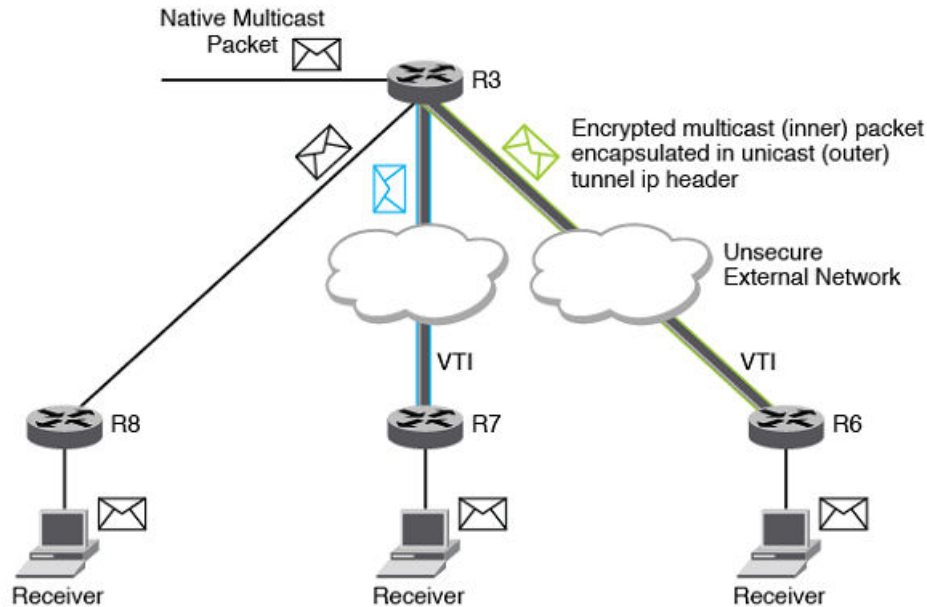 Native Multicast
Packet
R3
Encrypted multicast (inner) packet
encapsulated in unicast (outer)
tunnel ip header
Unsecure
External Network
VTI
VTI
R8
R7
R6
Receiver
Receiver
Receiver